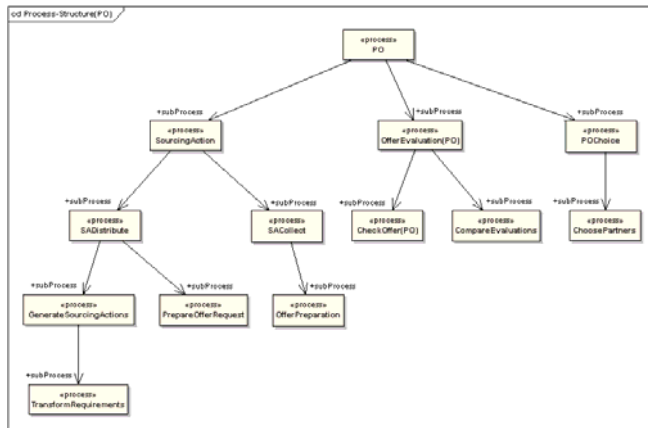 cd Process-Structure(PO)
«process»
PO
+subProcess
+subProcess
+subProcess
«process»
SourcingAction
«process»
OfferEvaluation(PO)
«process»
POChoice
+subProcess
+subProcess
+subProcess
+subProcess
+subProcess
«process»
SADistribute
«process»
SACollect
«process»
CheckOffer(PO)
«process»
CompareEvaluations
«process»
ChoosePartners
+subProcess
+subProcess
+subProcess
«process»
GenerateSourcingActions
«process»
PrepareOfferRequest
«process»
OfferPreparation
+subProcess
«process»
TransformRequirements